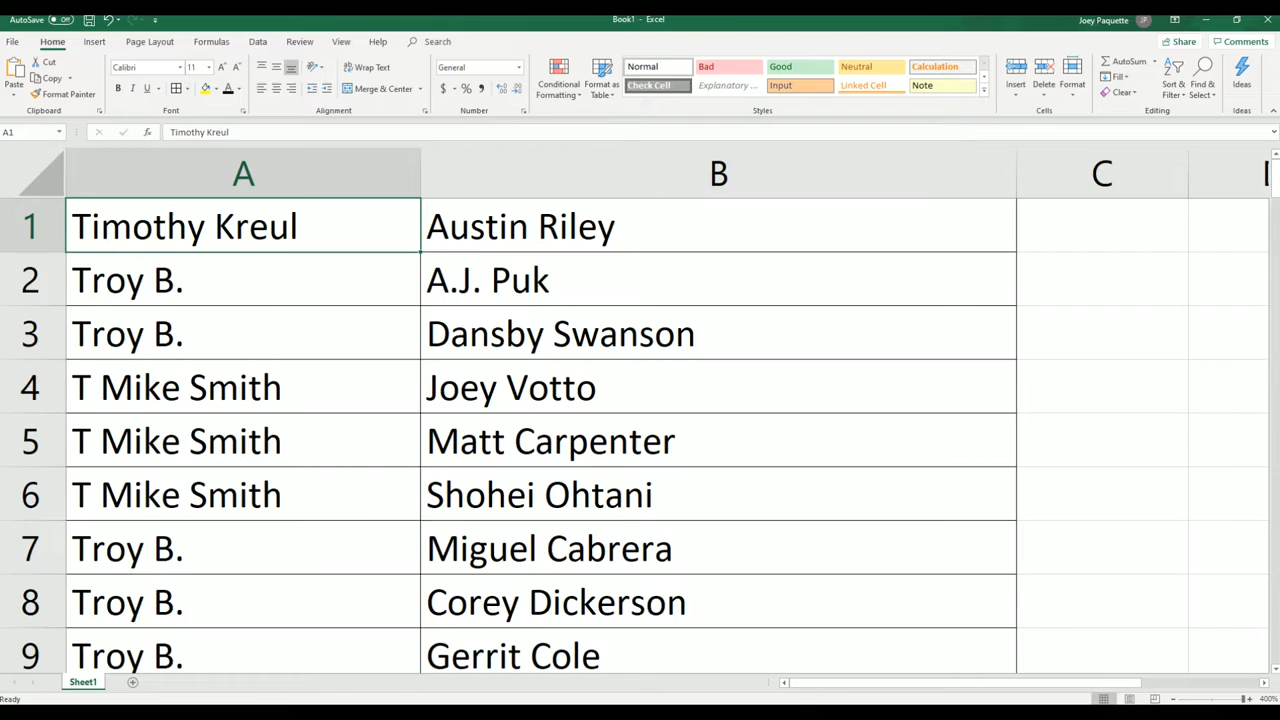 AutoSave Off Book1 - Excel Joey Paquette JP
File Home Insert Page Layout Formulas Data Review View Help Search Share Comments
Paste Cut Copy Format Painter Clipboard
Calibri 11 A A B I U A Font
Wrap Text Merge & Center Alignment
General $ % Number
Conditional Formatting Format as Table
Normal Bad Good Neutral Calculation
Check Cell Explanatory ... Input Linked Cell Note
Styles
Insert Delete Format Cells
AutoSum Fill Clear Sort & Filter Find & Select Editing
Ideas Ideas
A1 fx Timothy Kreul
A B C
1 Timothy Kreul Austin Riley
2 Troy B. A.J. Puk
3 Troy B. Dansby Swanson
4 T Mike Smith Joey Votto
5 T Mike Smith Matt Carpenter
6 T Mike Smith Shohei Ohtani
7 Troy B. Miguel Cabrera
8 Troy B. Corey Dickerson
9 Troy B. Gerrit Cole
Sheet1
Ready 400%